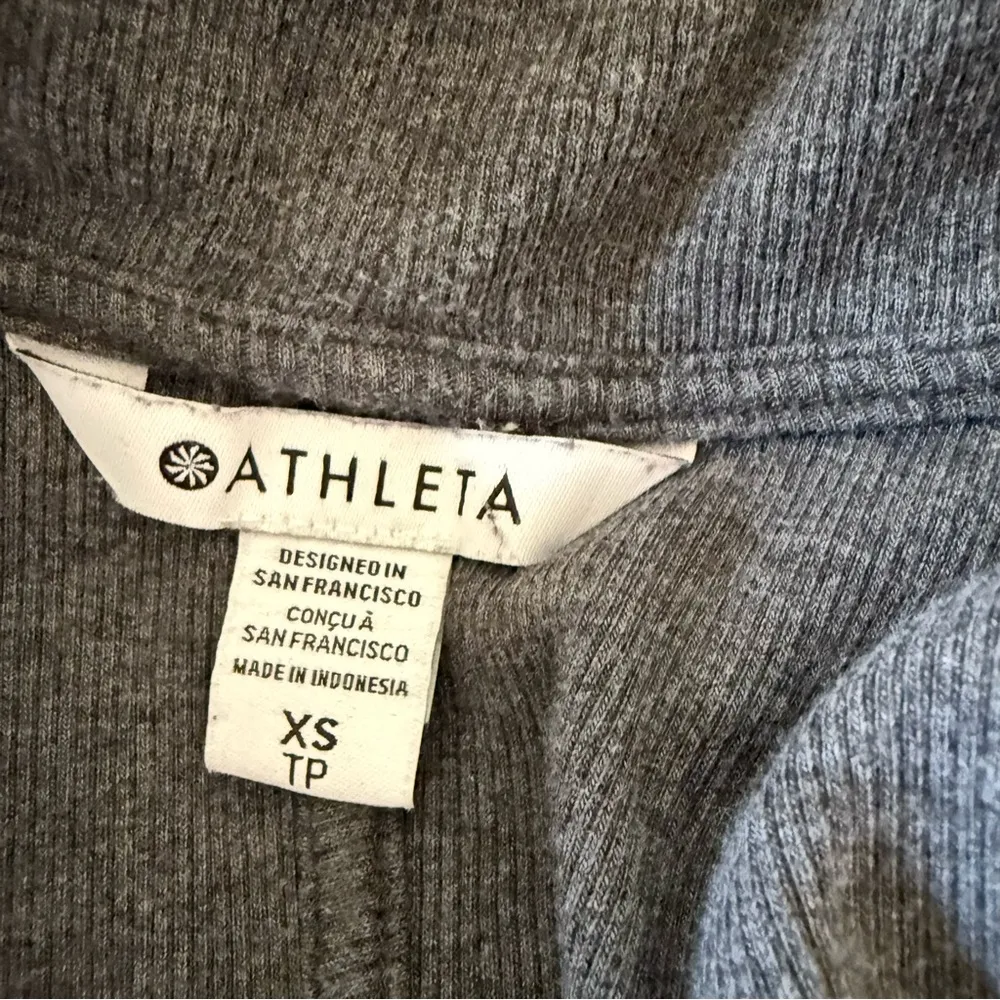 ATHLETA
DESIGNED IN
SAN FRANCISCO
CONÇU À
SAN FRANCISCO
MADE IN INDONESIA
XS
TP